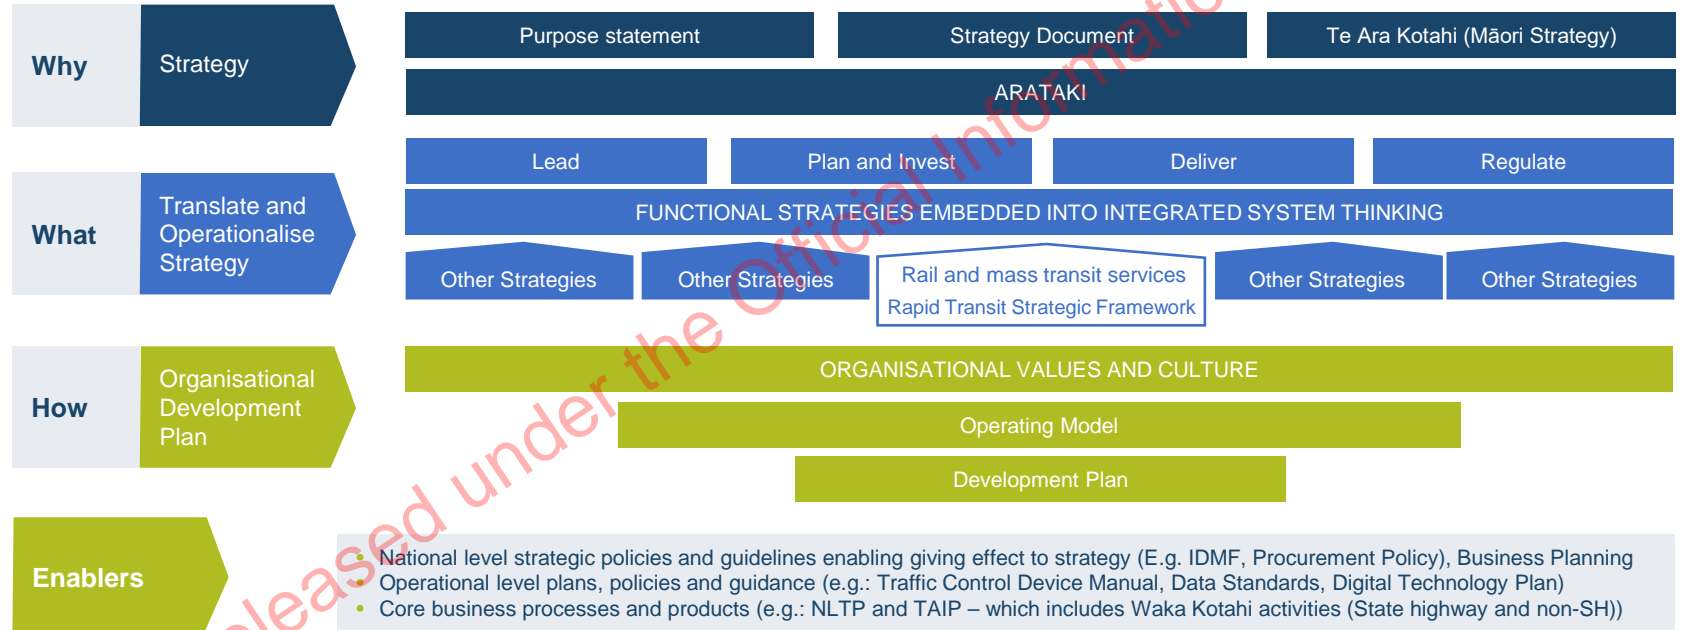 Why
Strategy
Purpose statement
Strategy Document
Te Ara Kotahi (Māori Strategy)
ARATAKI
What
Translate and
Operationalise
Strategy
Lead
Plan and Invest
Deliver
Regulate
FUNCTIONAL STRATEGIES EMBEDDED INTO INTEGRATED SYSTEM THINKING
Other Strategies
Other Strategies
Rail and mass transit services
Rapid Transit Strategic Framework
Other Strategies
Other Strategies
How
Organisational
Development
Plan
ORGANISATIONAL VALUES AND CULTURE
Operating Model
Development Plan
Enablers
• National level strategic policies and guidelines enabling giving effect to strategy (E.g. IDMF, Procurement Policy), Business Planning
• Operational level plans, policies and guidance (e.g.: Traffic Control Device Manual, Data Standards, Digital Technology Plan)
• Core business processes and products (e.g.: NLTP and TAIP – which includes Waka Kotahi activities (State highway and non-SH))
eleased under the Official Informatio